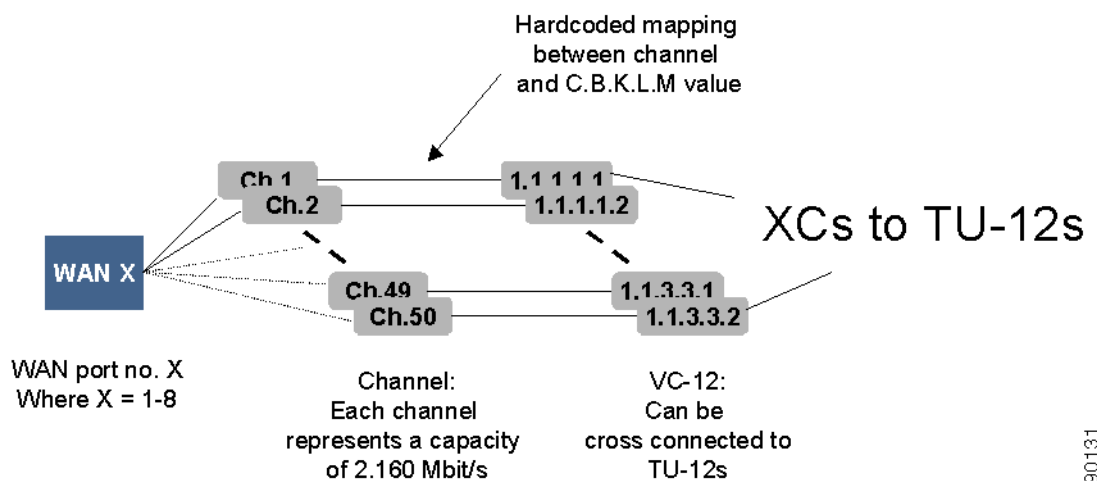 Hardcoded mapping
between channel
and C.B.K.L.M value
Ch.1
1.1.1.1.1
Ch.2
1.1.1.1.2
XCs to TU-12s
WAN X
Ch.49
1.1.3.3.1
Ch.50
1.1.3.3.2
WAN port no. X
Where X = 1-8
Channel:
Each channel
represents a capacity
of 2.160 Mbit/s
VC-12:
Can be
cross connected to
TU-12s
90131